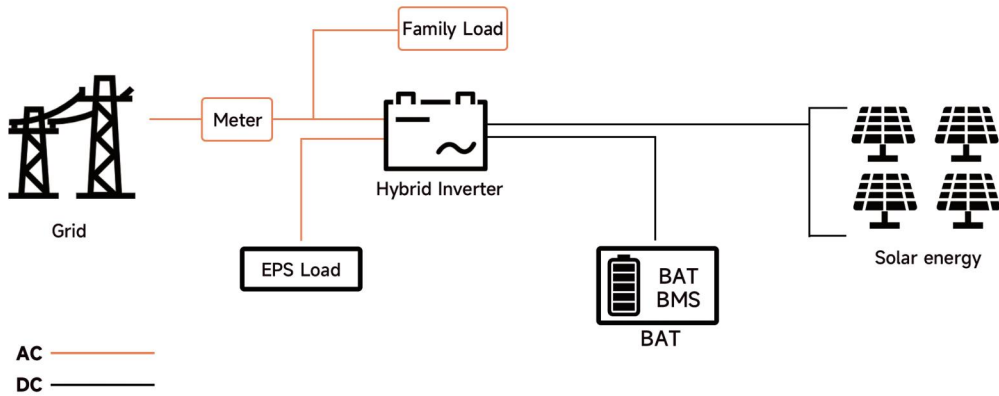 Family Load
Meter
Hybrid Inverter
Grid
EPS Load
BAT
BMS
BAT
Solar energy
AC
DC